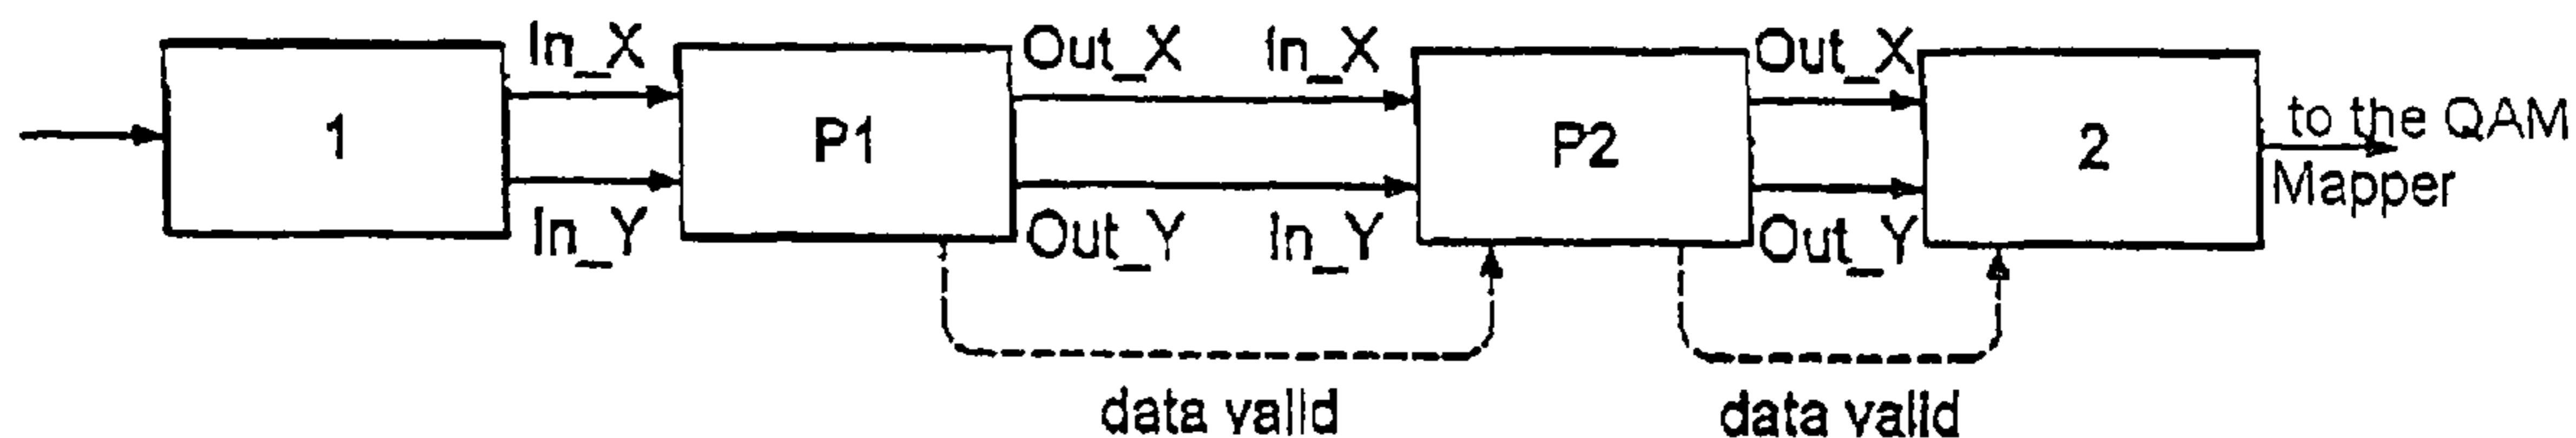 In_X
Out_X
In_X
Out_X
1
P1
P2
2
to the QAM
Mapper
In_Y
Out_Y
In_Y
Out_Y
data valid
data valid